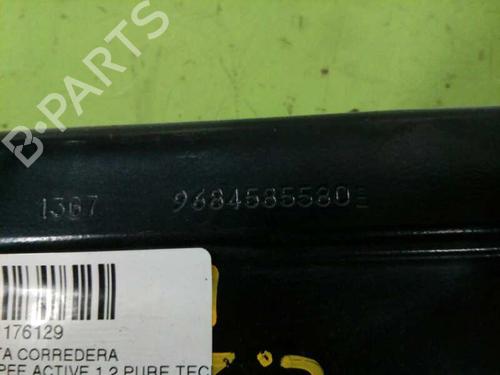 1367 9684585580
176129
TA CORREDERA
PEE ACTIVE 1.2 PURE TEC
B-PARTS